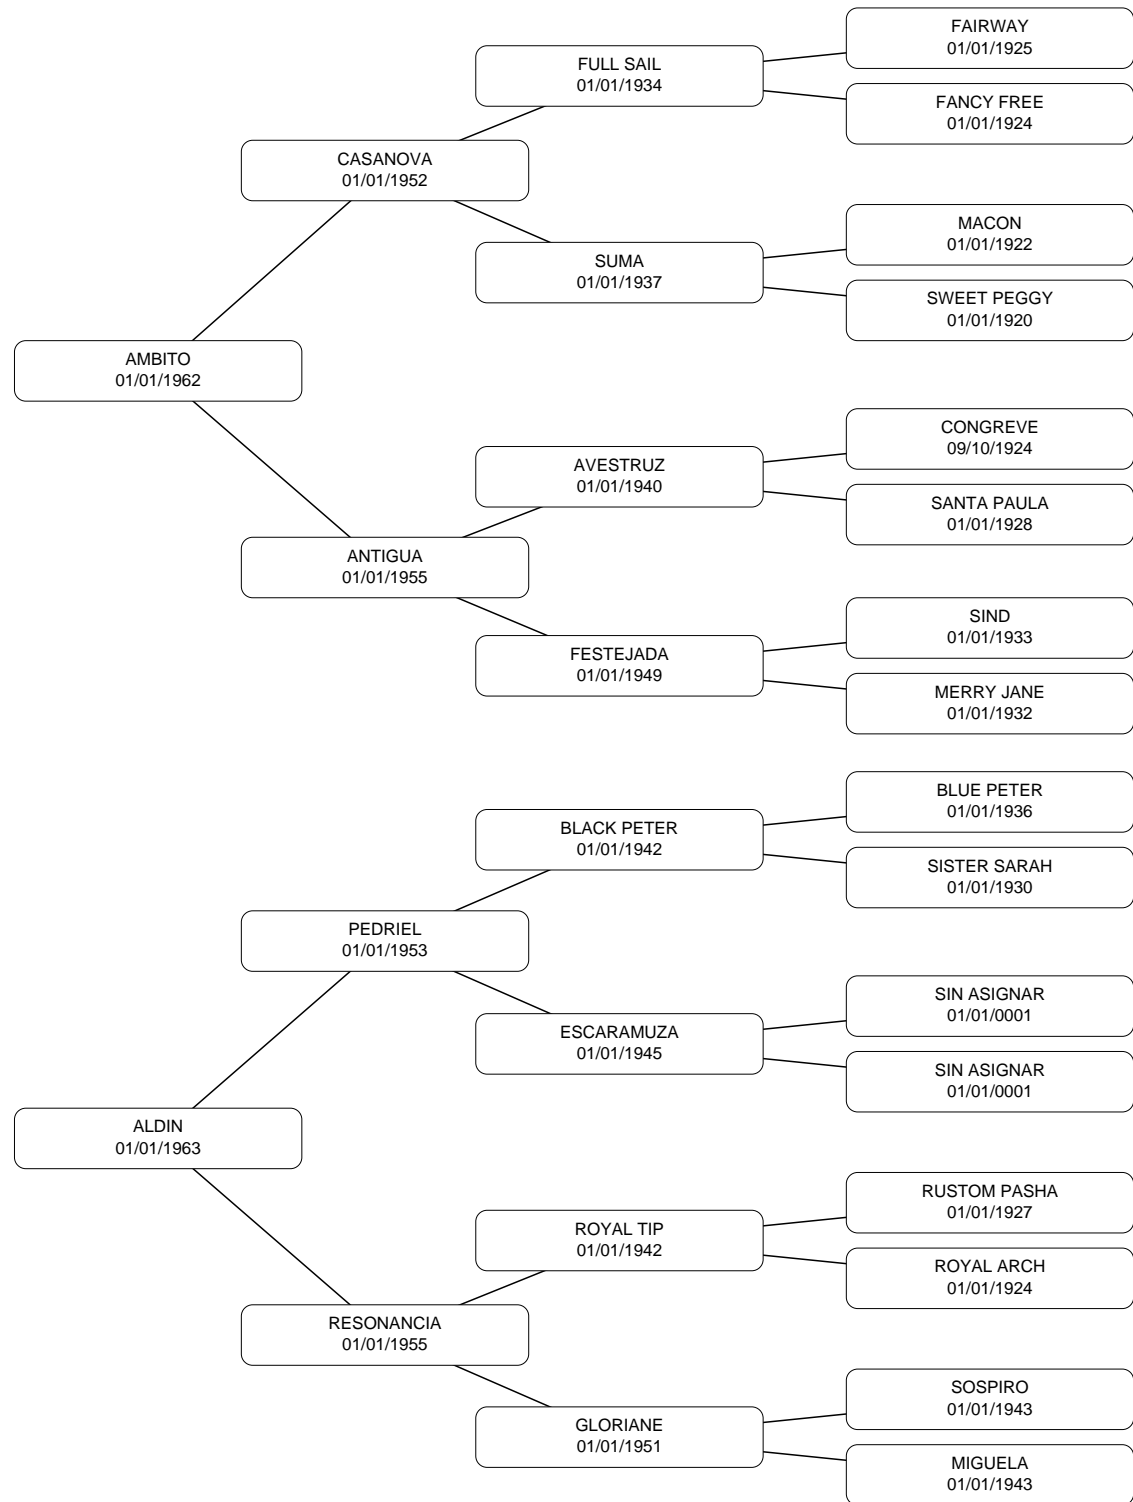 FAIRWAY
01/01/1925
FULL SAIL
01/01/1934
FANCY FREE
01/01/1924
CASANOVA
01/01/1952
MACON
01/01/1922
SUMA
01/01/1937
SWEET PEGGY
01/01/1920
AMBITO
01/01/1962
CONGREVE
09/10/1924
AVESTRUZ
01/01/1940
SANTA PAULA
01/01/1928
ANTIGUA
01/01/1955
SIND
01/01/1933
FESTEJADA
01/01/1949
MERRY JANE
01/01/1932
BLUE PETER
01/01/1936
BLACK PETER
01/01/1942
SISTER SARAH
01/01/1930
PEDRIEL
01/01/1953
SIN ASIGNAR
01/01/0001
ESCARAMUZA
01/01/1945
SIN ASIGNAR
01/01/0001
ALDIN
01/01/1963
RUSTOM PASHA
01/01/1927
ROYAL TIP
01/01/1942
ROYAL ARCH
01/01/1924
RESONANCIA
01/01/1955
SOSPIRO
01/01/1943
GLORIANE
01/01/1951
MIGUELA
01/01/1943